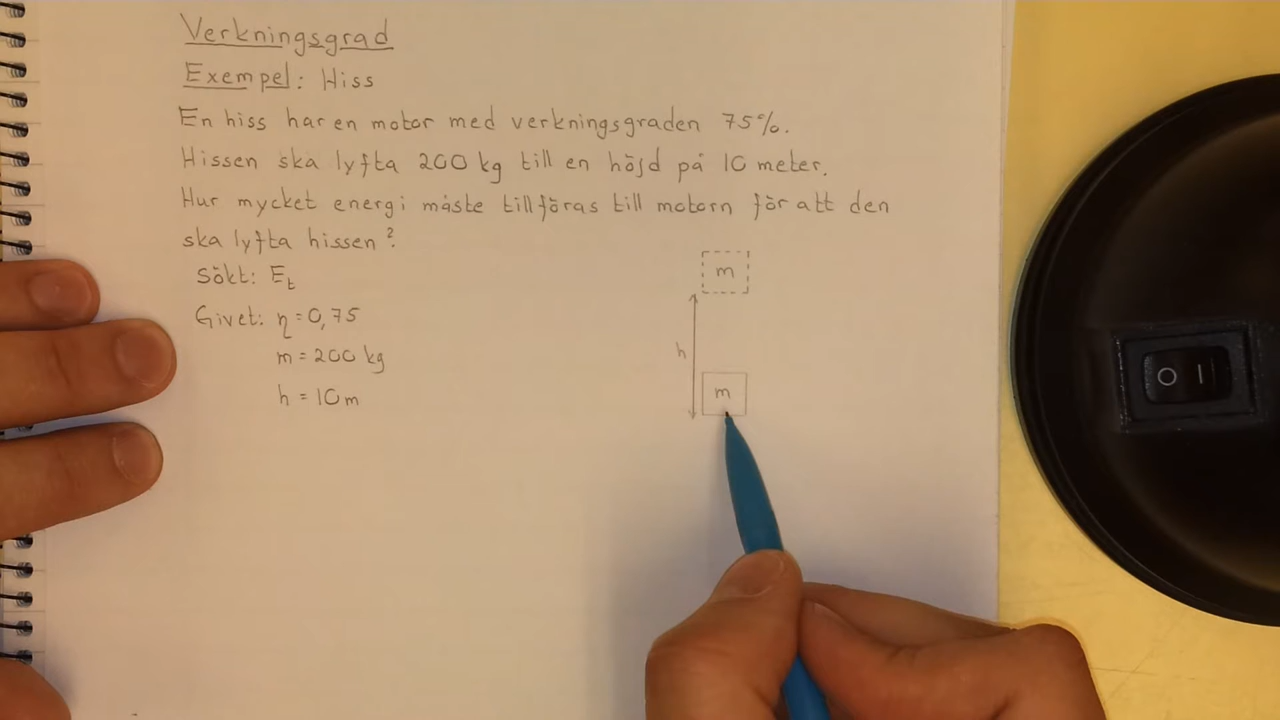 Verkningsgrad
Exempel: Hiss
En hiss har en motor med verkningsgraden 75%.
Hissen ska lyfta 200 kg till en höjd på 10 meter.
Hur mycket energi måste tillföras till motorn för att den
ska lyfta hissen?
Sökt: Et
Givet: η = 0,75
m = 200 kg
h = 10 m
m
h
m
O I